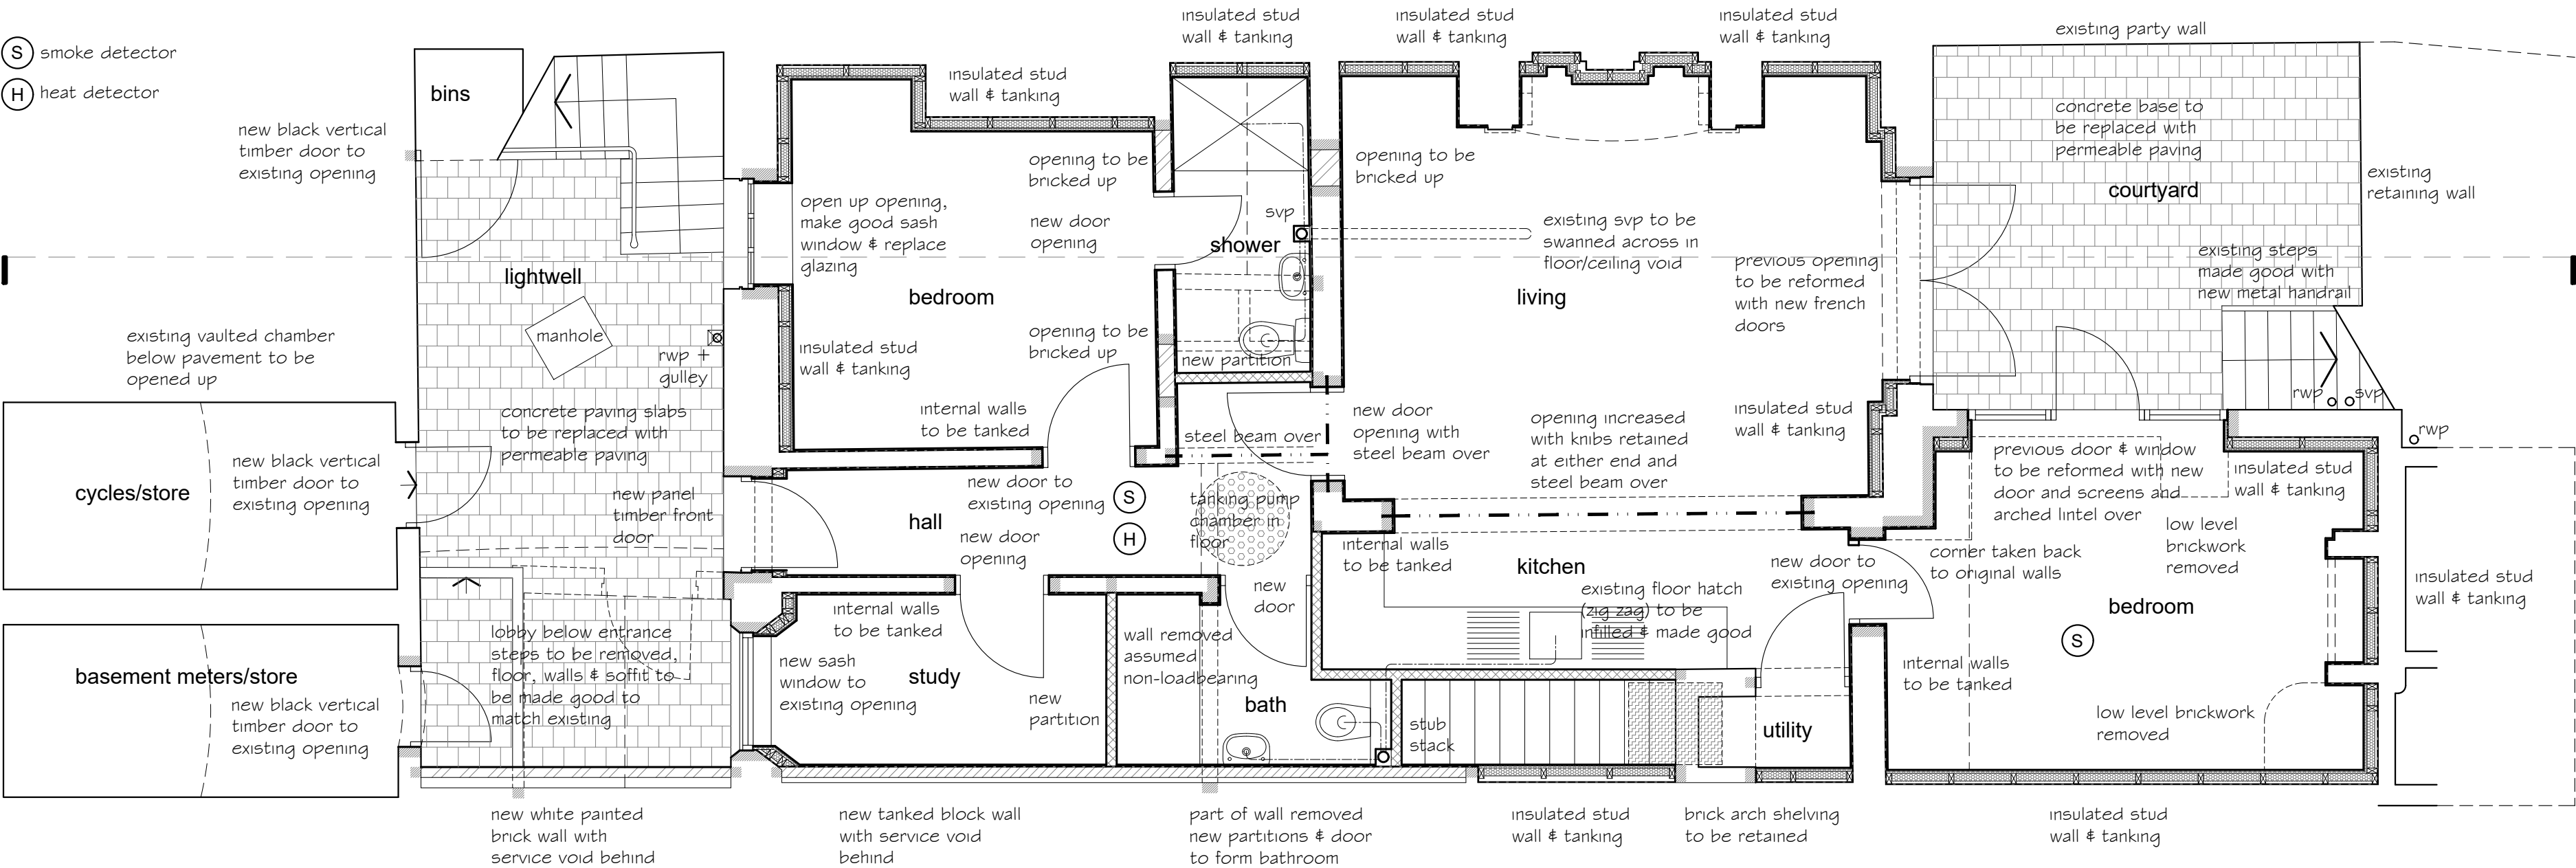 S smoke detector
H heat detector
insulated stud
wall & tanking
insulated stud
wall & tanking
insulated stud
wall & tanking
existing party wall
bins
insulated stud
wall & tanking
new black vertical
timber door to
existing opening
opening to be
bricked up
opening to be
bricked up
concrete base to
be replaced with
permeable paving
courtyard
existing
retaining wall
open up opening,
make good sash
window & replace
glazing
new door
opening
svp
shower
existing svp to be
swanned across in
floor/ceiling void
previous opening
to be reformed
with new french
doors
existing steps
made good with
new metal handrail
lightwell
bedroom
living
manhole
rwp +
gulley
existing vaulted chamber
below pavement to be
opened up
insulated stud
wall & tanking
opening to be
bricked up
new partition
rwp
svp
rwp
concrete paving slabs
to be replaced with
permeable paving
internal walls
to be tanked
steel beam over
new door
opening with
steel beam over
opening increased
with knibs retained
at either end and
steel beam over
insulated stud
wall & tanking
previous door & window
to be reformed with new
door and screens and
arched lintel over
insulated stud
wall & tanking
cycles/store
new black vertical
timber door to
existing opening
new panel
timber front
door
hall
new door to
existing opening
S
H
new door
opening
tanking pump
chamber in
floor
internal walls
to be tanked
kitchen
new door to
existing opening
corner taken back
to original walls
low level
brickwork
removed
insulated stud
wall & tanking
existing floor hatch
(zig zag) to be
infilled & made good
new
door
bedroom
S
internal walls
to be tanked
lobby below entrance
steps to be removed,
floor, walls & soffit to
be made good to
match existing
wall removed
assumed
non-loadbearing
basement meters/store
new black vertical
timber door to
existing opening
new sash
window to
existing opening
study
new
partition
bath
stub
stack
utility
internal walls
to be tanked
low level brickwork
removed
new white painted
brick wall with
service void behind
new tanked block wall
with service void
behind
part of wall removed
new partitions & door
to form bathroom
insulated stud
wall & tanking
brick arch shelving
to be retained
insulated stud
wall & tanking